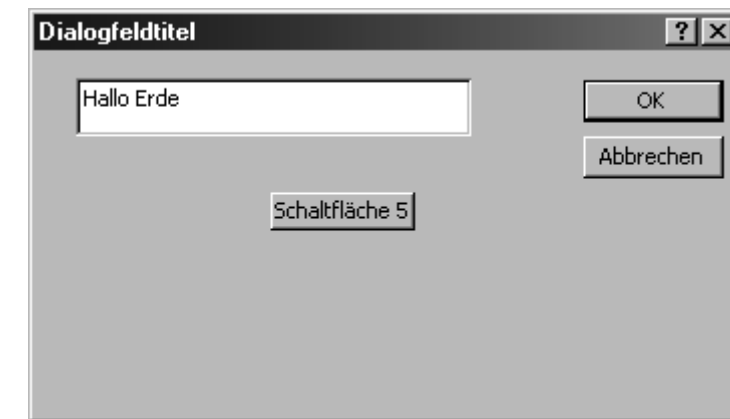 Dialogfeldtitel ? X
Hallo Erde
OK
Abbrechen
Schaltfläche 5